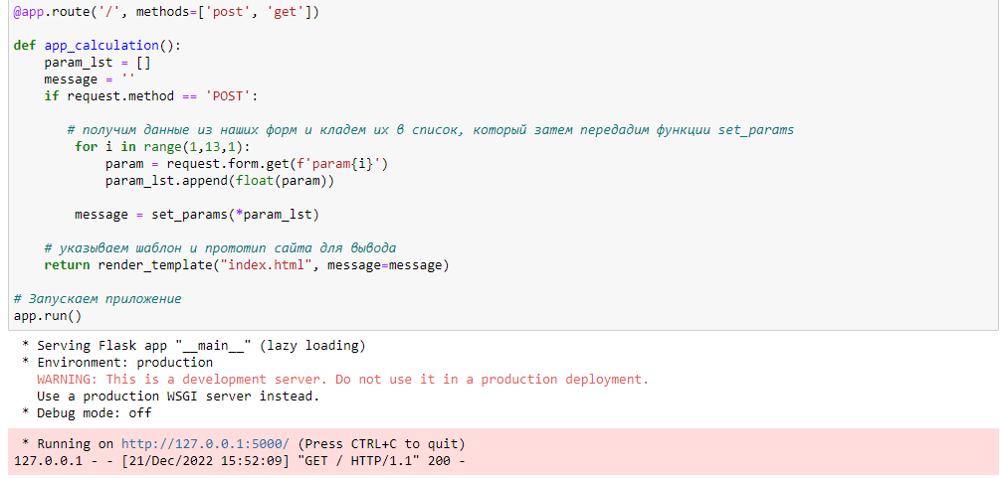 @app.route('/', methods=['post', 'get'])
def app_calculation():
    param_lst = []
    message = ''
    if request.method == 'POST':
       # получим данные из наших форм и кладем их в список, который затем передадим функции set_params
        for i in range(1,13,1):
            param = request.form.get(f'param{i}')
            param_lst.append(float(param))
        message = set_params(*param_lst)
    # указываем шаблон и прототип сайта для вывода
    return render_template("index.html", message=message)
# Запускаем приложение
app.run()
 * Serving Flask app "__main__" (lazy loading)
 * Environment: production
   WARNING: This is a development server. Do not use it in a production deployment.
   Use a production WSGI server instead.
 * Debug mode: off
 * Running on http://127.0.0.1:5000/ (Press CTRL+C to quit)
127.0.0.1 - - [21/Dec/2022 15:52:09] "GET / HTTP/1.1" 200 -